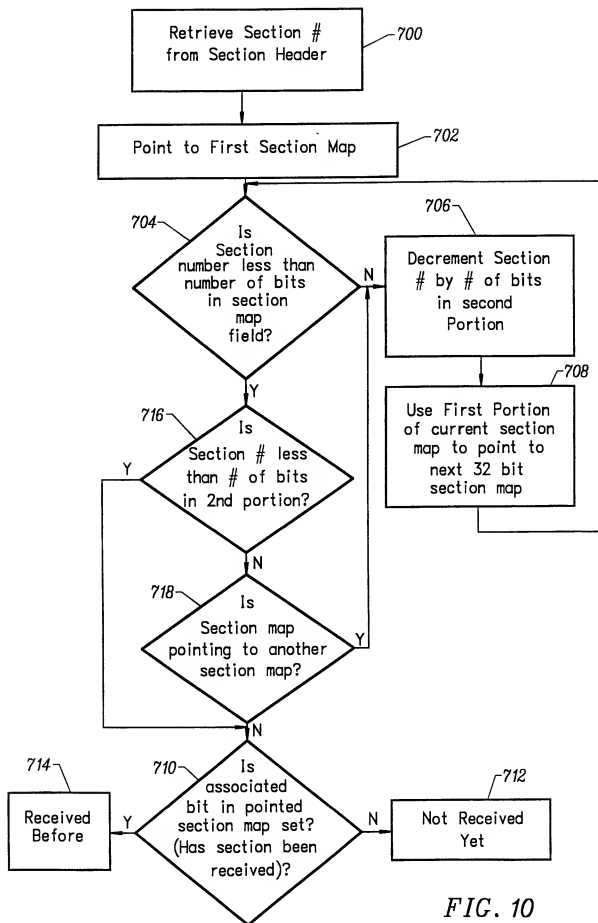 Retrieve Section #
from Section Header
700
Point to First Section Map
702
704
Is
Section
number less than
number of bits
in section
map
field?
N
Y
706
Decrement Section
# by # of bits
in second
Portion
708
Use First Portion
of current section
map to point to
next 32 bit
section map
716
Is
Section # less
than # of bits
in 2nd portion?
Y
N
718
Is
Section map
pointing to another
section map?
Y
N
710
Is
associated
bit in pointed
section map set?
(Has section been
received)?
Y
N
714
Received
Before
712
Not Received
Yet
FIG. 10